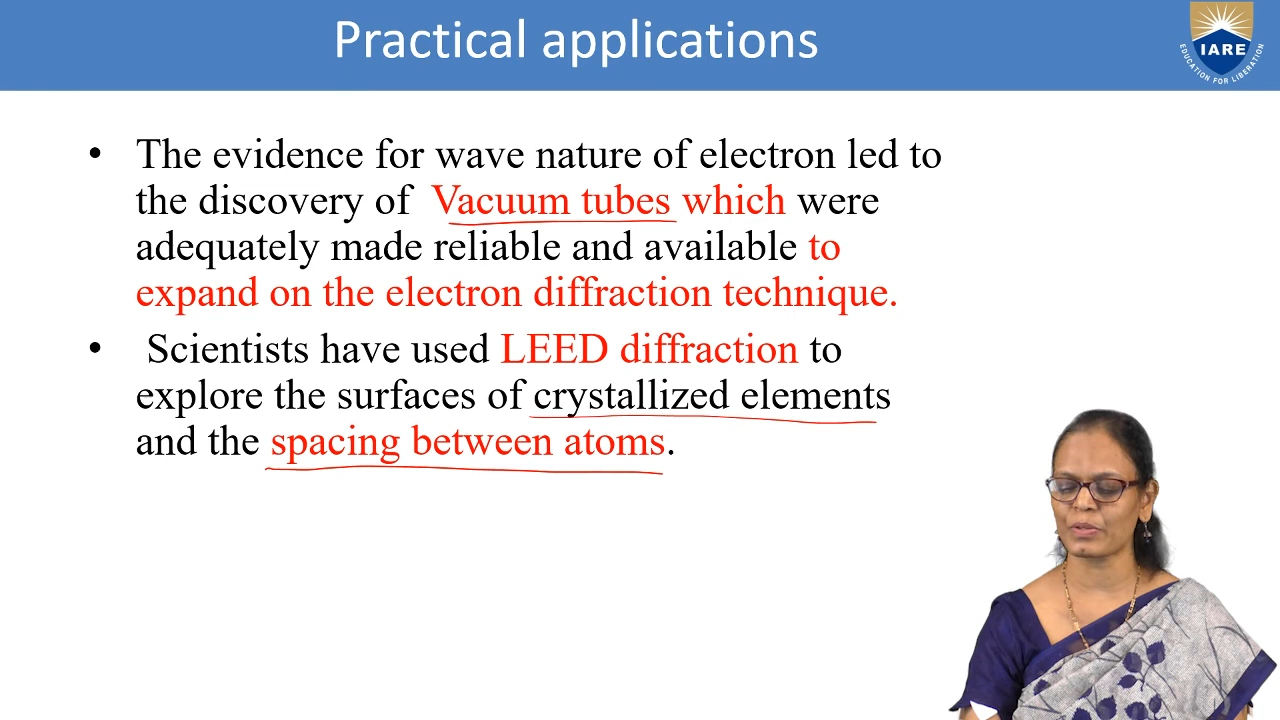 Practical applications
IARE
EDUCATION FOR LIBERATION
• The evidence for wave nature of electron led to
the discovery of Vacuum tubes which were
adequately made reliable and available to
expand on the electron diffraction technique.
• Scientists have used LEED diffraction to
explore the surfaces of crystallized elements
and the spacing between atoms.